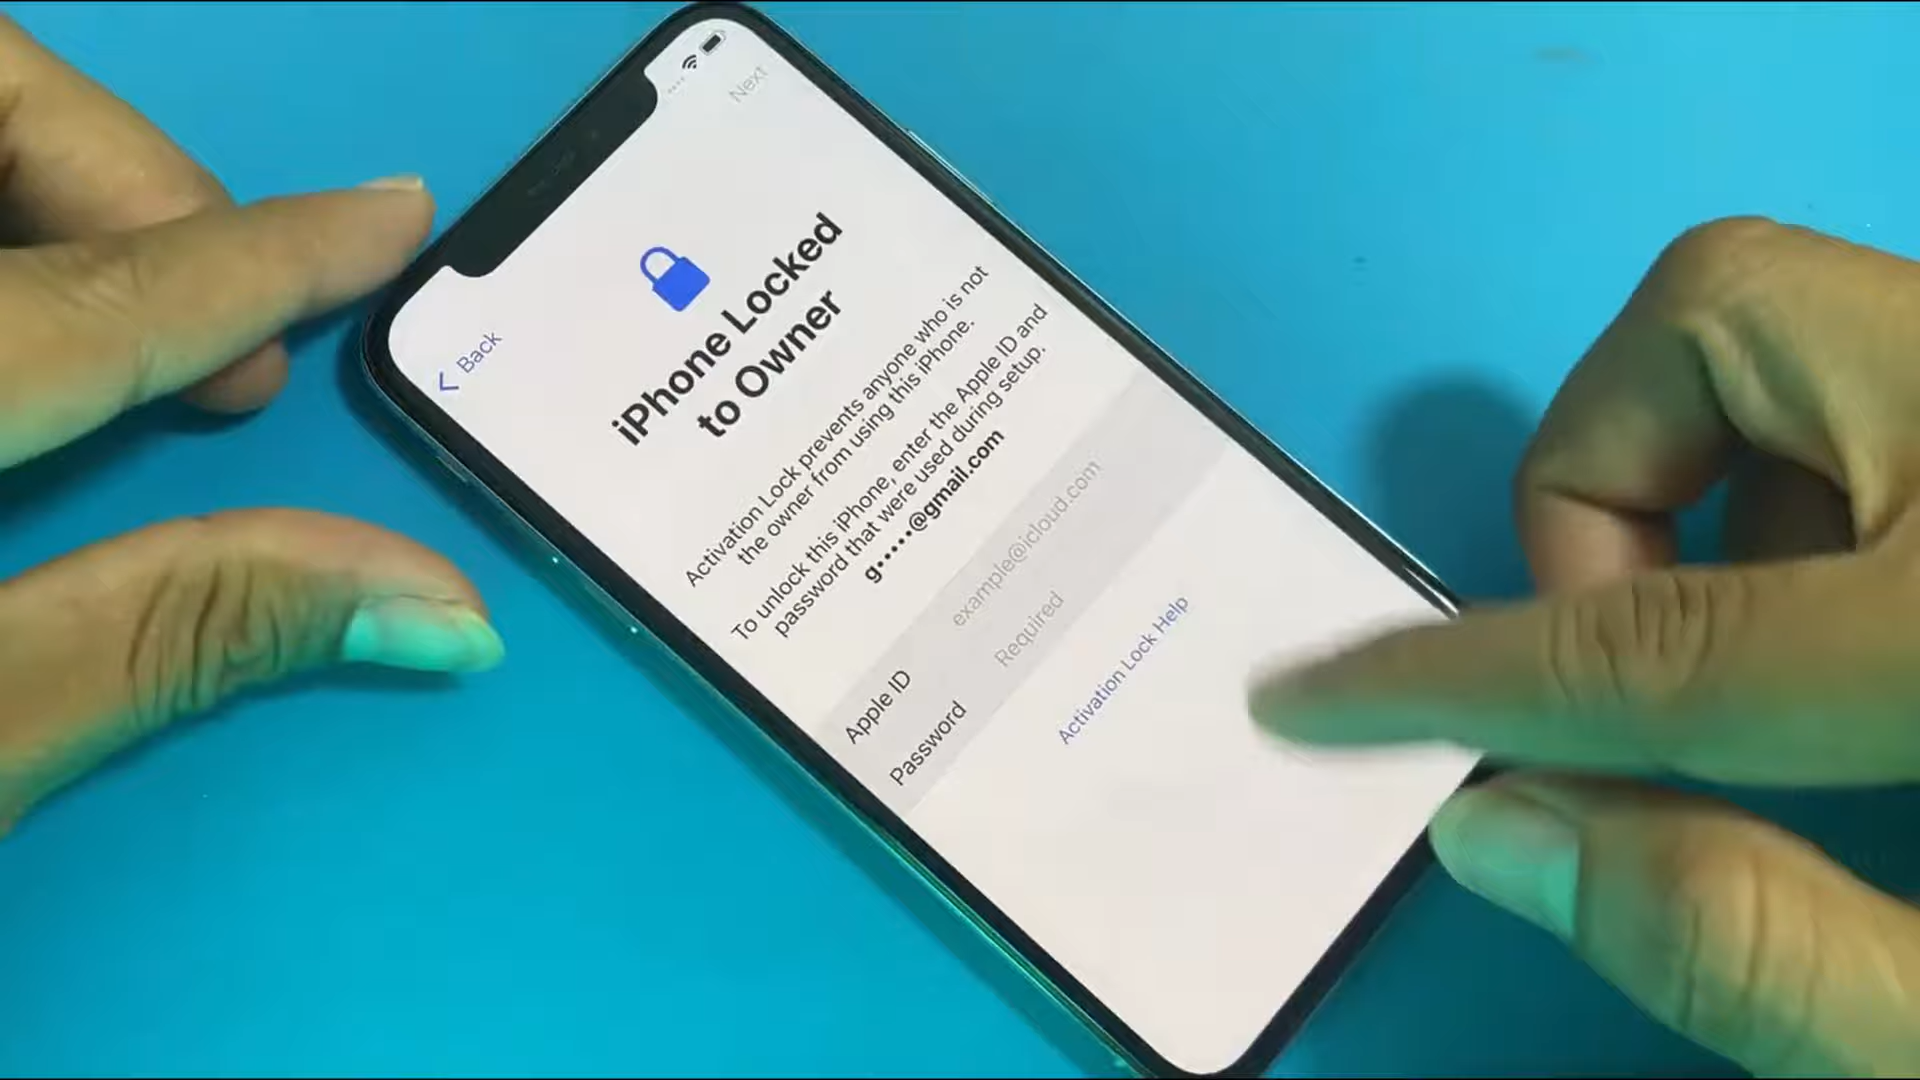 Next
Back
iPhone Locked
to Owner
Activation Lock prevents anyone who is not
the owner from using this iPhone.
To unlock this iPhone, enter the Apple ID and
password that were used during setup.
g•••••@gmail.com
Apple ID example@icloud.com
Password Required
Activation Lock Help